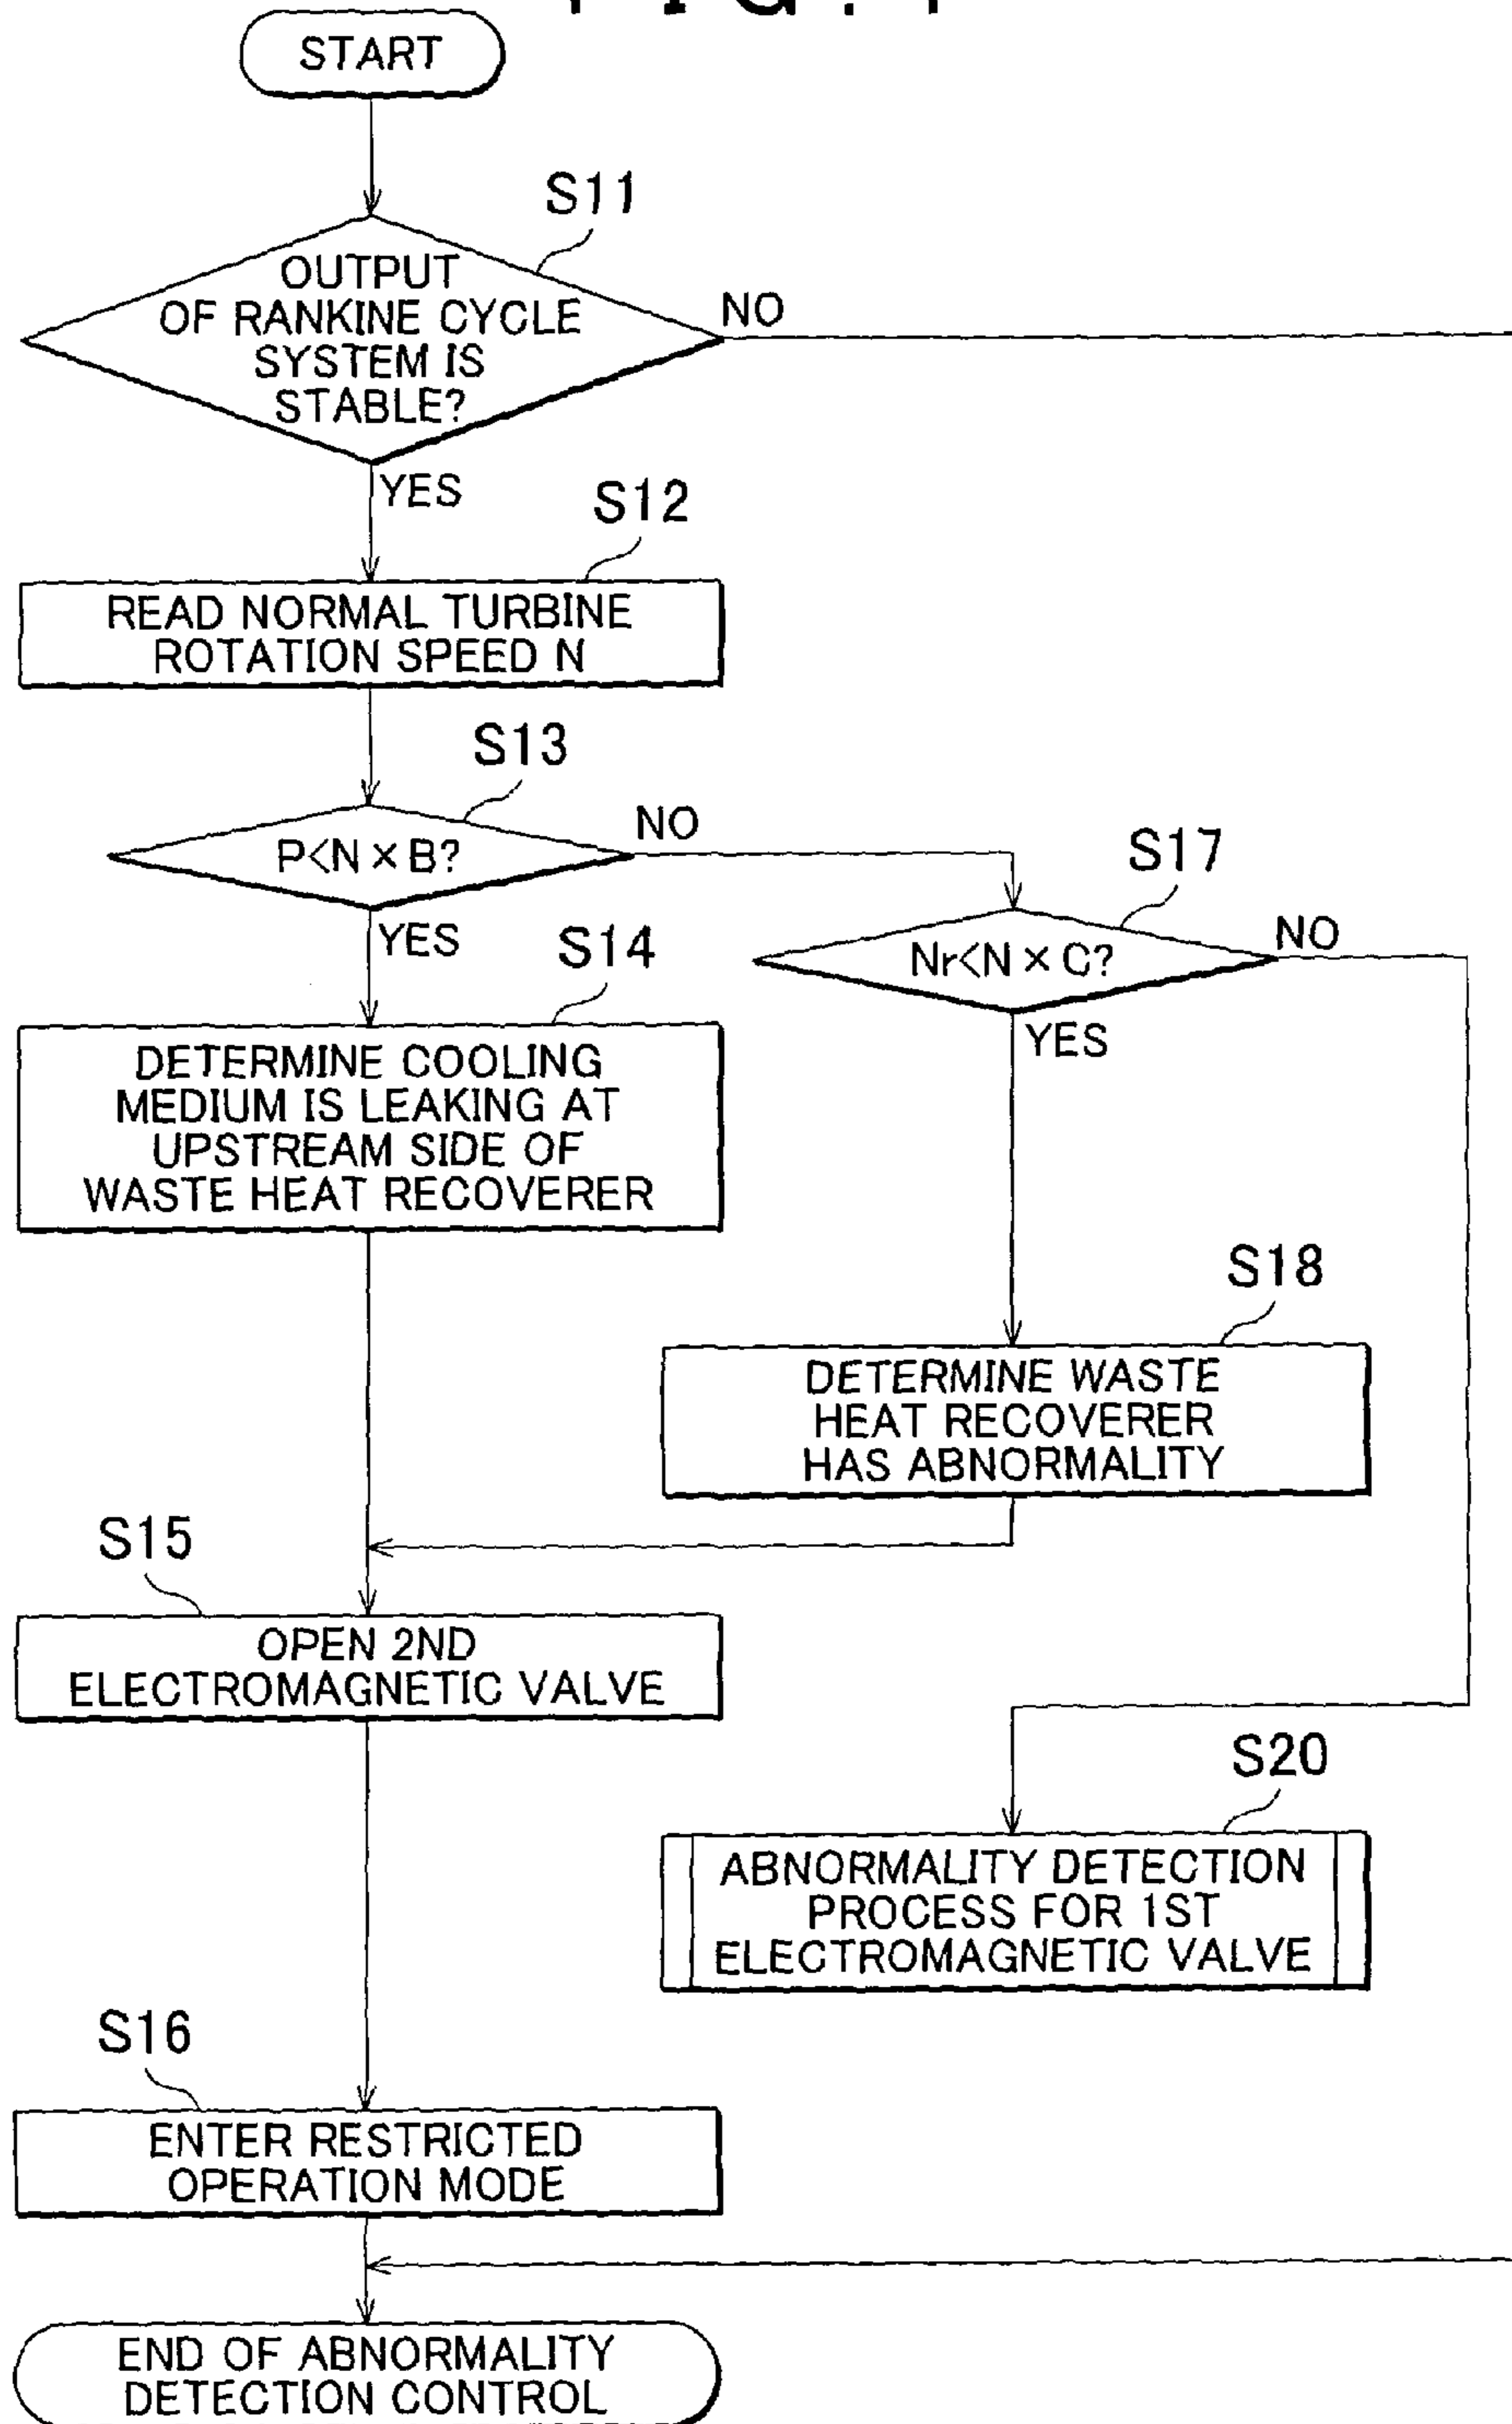 START
S11
OUTPUT
OF RANKINE CYCLE
SYSTEM IS
STABLE?
NO
YES
S12
READ NORMAL TURBINE
ROTATION SPEED N
S13
P<N × B?
NO
YES
S17
Nr<N × C?
NO
YES
S14
DETERMINE COOLING
MEDIUM IS LEAKING AT
UPSTREAM SIDE OF
WASTE HEAT RECOVERER
S18
DETERMINE WASTE
HEAT RECOVERER
HAS ABNORMALITY
S15
OPEN 2ND
ELECTROMAGNETIC VALVE
S20
ABNORMALITY DETECTION
PROCESS FOR 1ST
ELECTROMAGNETIC VALVE
S16
ENTER RESTRICTED
OPERATION MODE
END OF ABNORMALITY
DETECTION CONTROL